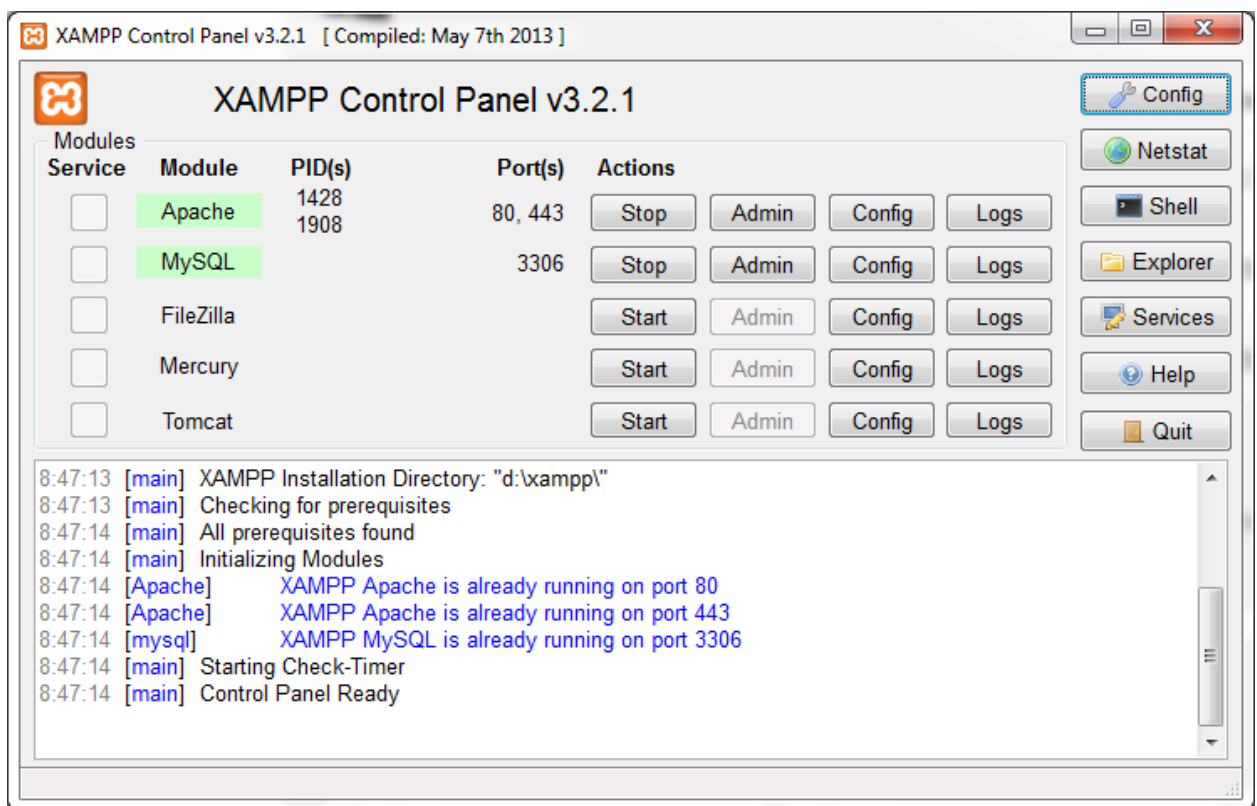 XAMPP Control Panel v3.2.1 [ Compiled: May 7th 2013 ]
XAMPP Control Panel v3.2.1
Config
Modules
Netstat
Service Module PID(s) Port(s) Actions
Apache 1428 1908 80, 443 Stop Admin Config Logs
Shell
MySQL 3306 Stop Admin Config Logs
Explorer
FileZilla Start Admin Config Logs
Services
Mercury Start Admin Config Logs
Help
Tomcat Start Admin Config Logs
Quit
8:47:13 [main] XAMPP Installation Directory: "d:\xampp\"
8:47:13 [main] Checking for prerequisites
8:47:14 [main] All prerequisites found
8:47:14 [main] Initializing Modules
8:47:14 [Apache] XAMPP Apache is already running on port 80
8:47:14 [Apache] XAMPP Apache is already running on port 443
8:47:14 [mysql] XAMPP MySQL is already running on port 3306
8:47:14 [main] Starting Check-Timer
8:47:14 [main] Control Panel Ready